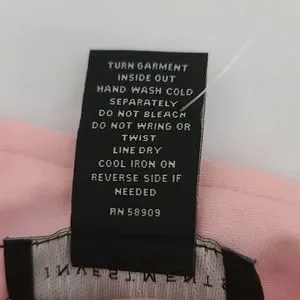 TURN GARMENT
INSIDE OUT
HAND WASH COLD
SEPARATELY
DO NOT BLEACH
DO NOT WRING OR
TWIST
LINE DRY
COOL IRON ON
REVERSE SIDE IF
NEEDED
RN 58909
INVESTMENTS